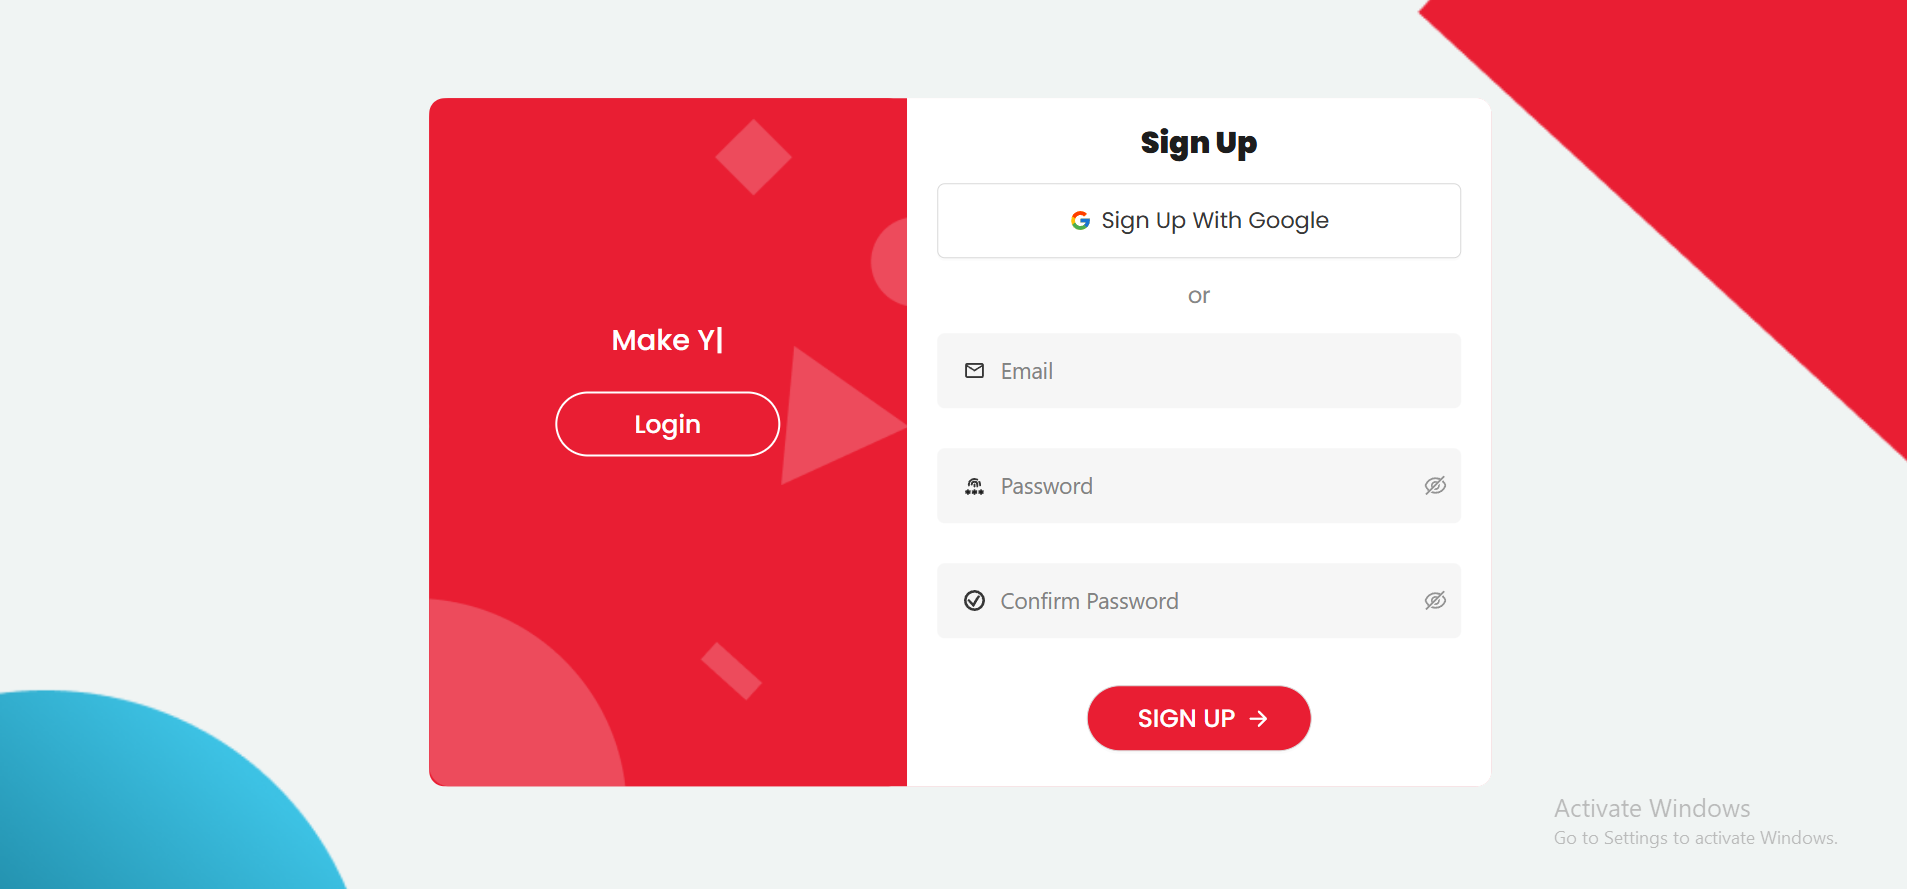 Make Y
Login
Sign Up
Sign Up With Google
or
Email
Password
Confirm Password
SIGN UP
Activate Windows
Go to Settings to activate Windows.